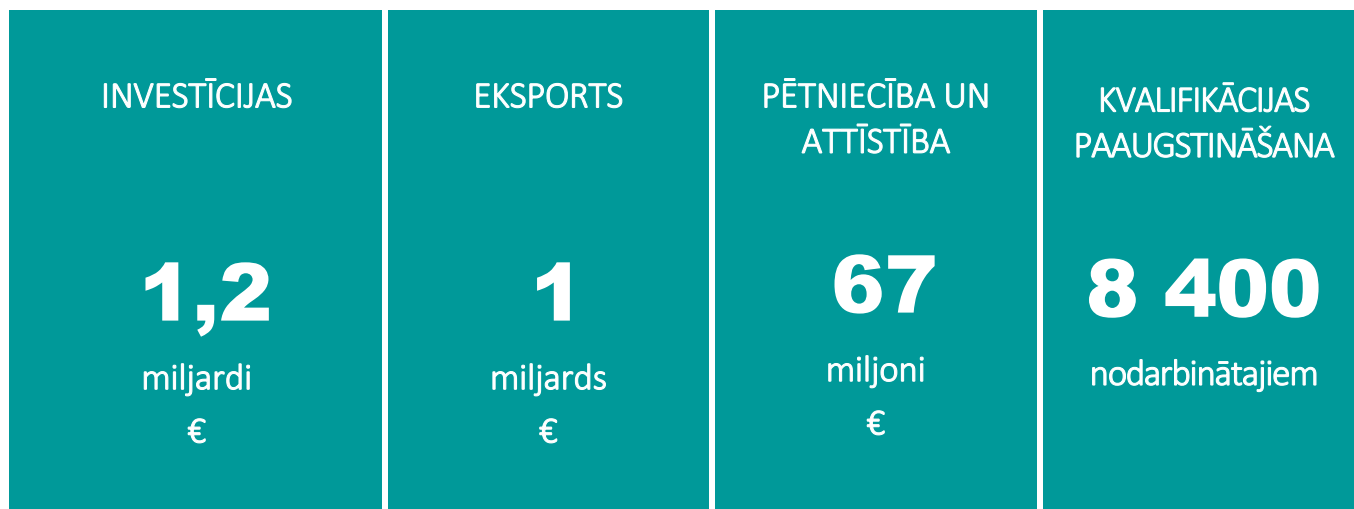 INVESTĪCIJAS
1,2
miljardi
€
EKSPORTS
1
miljards
€
PĒTNIECĪBA UN
ATTĪSTĪBA
67
miljoni
€
KVALIFIKĀCIJAS
PAAUGSTINĀŠANA
8 400
nodarbinātajiem